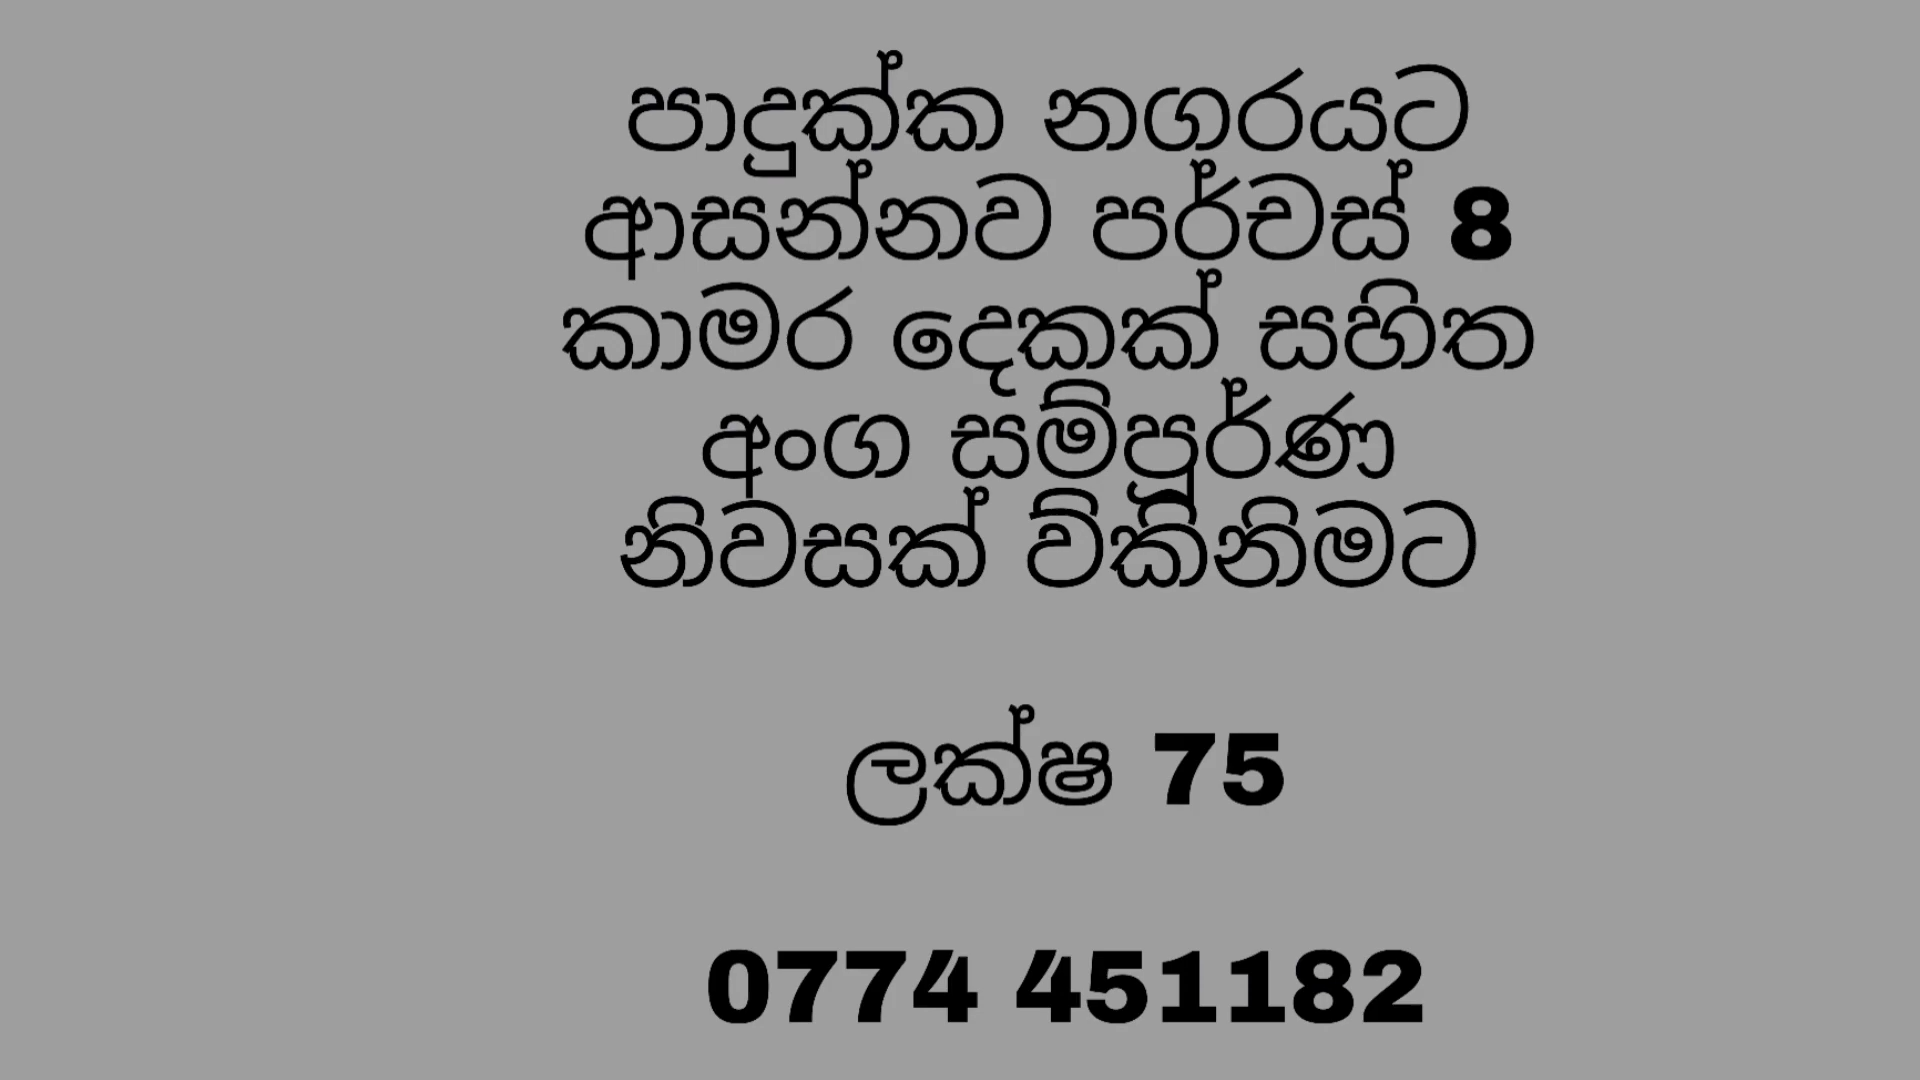 පාදුක්ක නගරයට
ආසන්නව පර්චස් 8
කාමර දෙකක් සහිත
අංග සම්පූර්ණ
නිවසක් විකිනිමට
ලක්ෂ 75
0774 451182